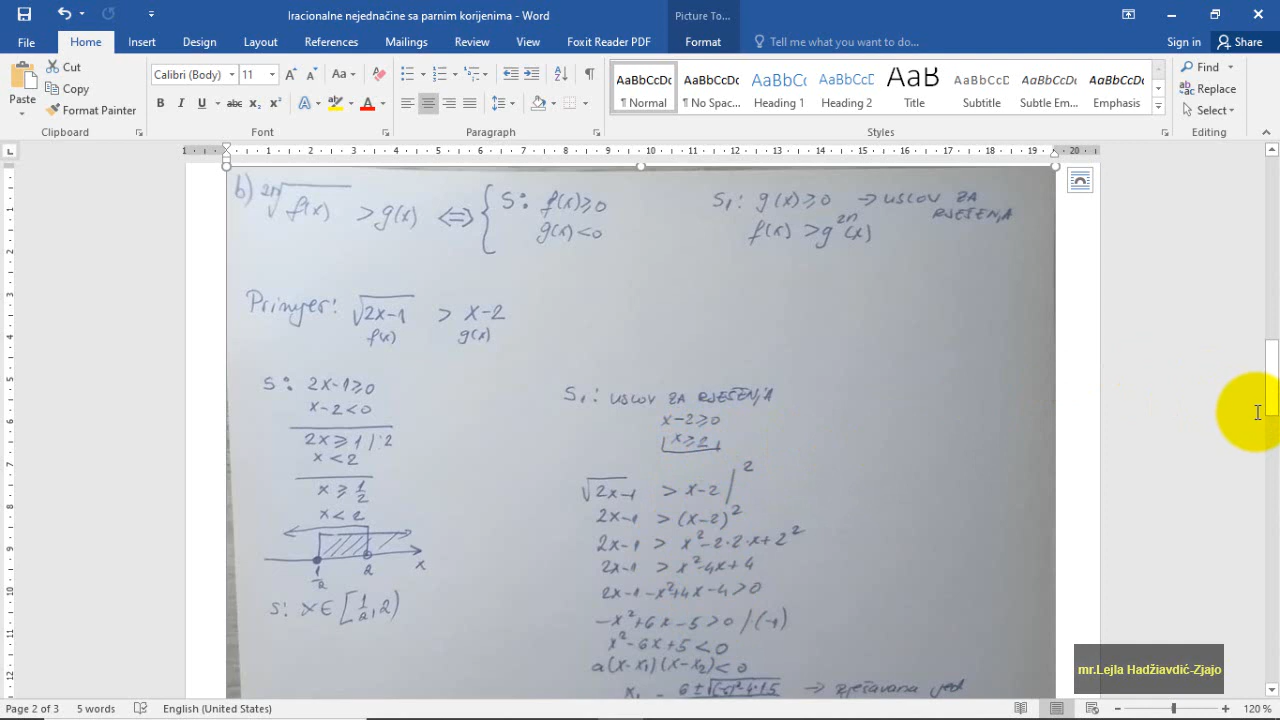 Iracionalne nejednačine sa parnim korijenima - Word
Picture To...
File Home Insert Design Layout References Mailings Review View Foxit Reader PDF Format Tell me what you want to do... Sign in Share
Paste
Cut
Copy
Format Painter
Calibri (Body) 11
AaBbCcDc AaBbCcDc AaBbCc AaBbCcC AaB AaBbCcD AaBbCcDc AaBbCcDc
¶ Normal ¶ No Spac... Heading Heading 2 Title Subtitle Subtle Em... Emphasis
Find
Replace
Select
Clipboard Font Paragraph Styles Editing
b) 2n√f(x) > g(x) ⇔ { S: f(x) ≥ 0
g(x) < 0
S₁: g(x) ≥ 0 → USLOV ZA
RJEŠENJA
f(x) > g²ⁿ(x)
Primjer: √2x-1 > x-2
f(x) g(x)
S: 2x-1 ≥ 0
x-2 < 0
2x ≥ 1 /:2
x < 2
x ≥ 1/2
x < 2
1/2 2 x
S: x ∈ [1/2, 2)
S₁: USLOV ZA RJEŠENJA
x-2 ≥ 0
x ≥ 2
√2x-1 > x-2 /²
2x-1 > (x-2)²
2x-1 > x²-2·2·x+2²
2x-1 > x²-4x+4
2x-1-x²+4x-4 > 0
-x²+6x-5 > 0 /(-1)
x²-6x+5 < 0
a(x-x₁)(x-x₂) < 0
→ rješavana jed
mr.Lejla Hadžiavdić-Zjajo
Page 2 of 3 5 words English (United States) 120 %